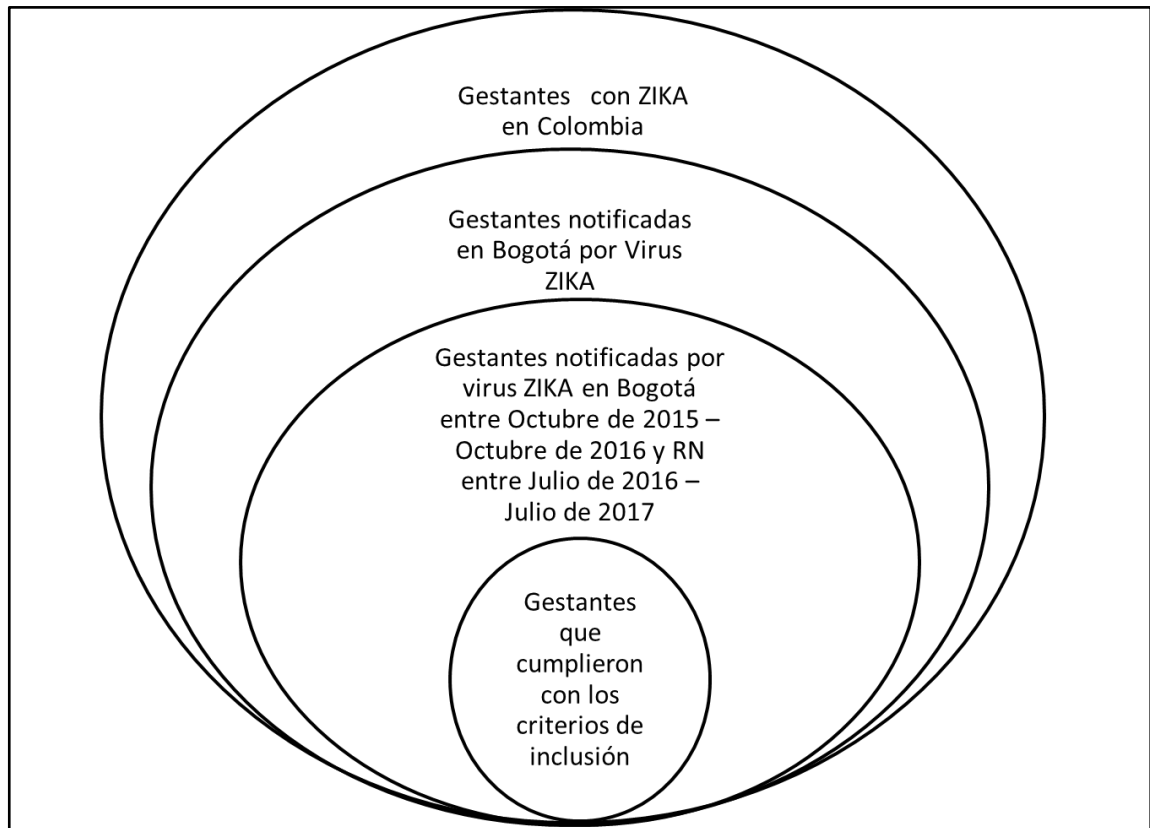 Gestantes con ZIKA
en Colombia
Gestantes notificadas
en Bogotá por Virus
ZIKA
Gestantes notificadas por
virus ZIKA en Bogotá
entre Octubre de 2015 –
Octubre de 2016 y RN
entre Julio de 2016 –
Julio de 2017
Gestantes
que
cumplieron
con los
criterios de
inclusión